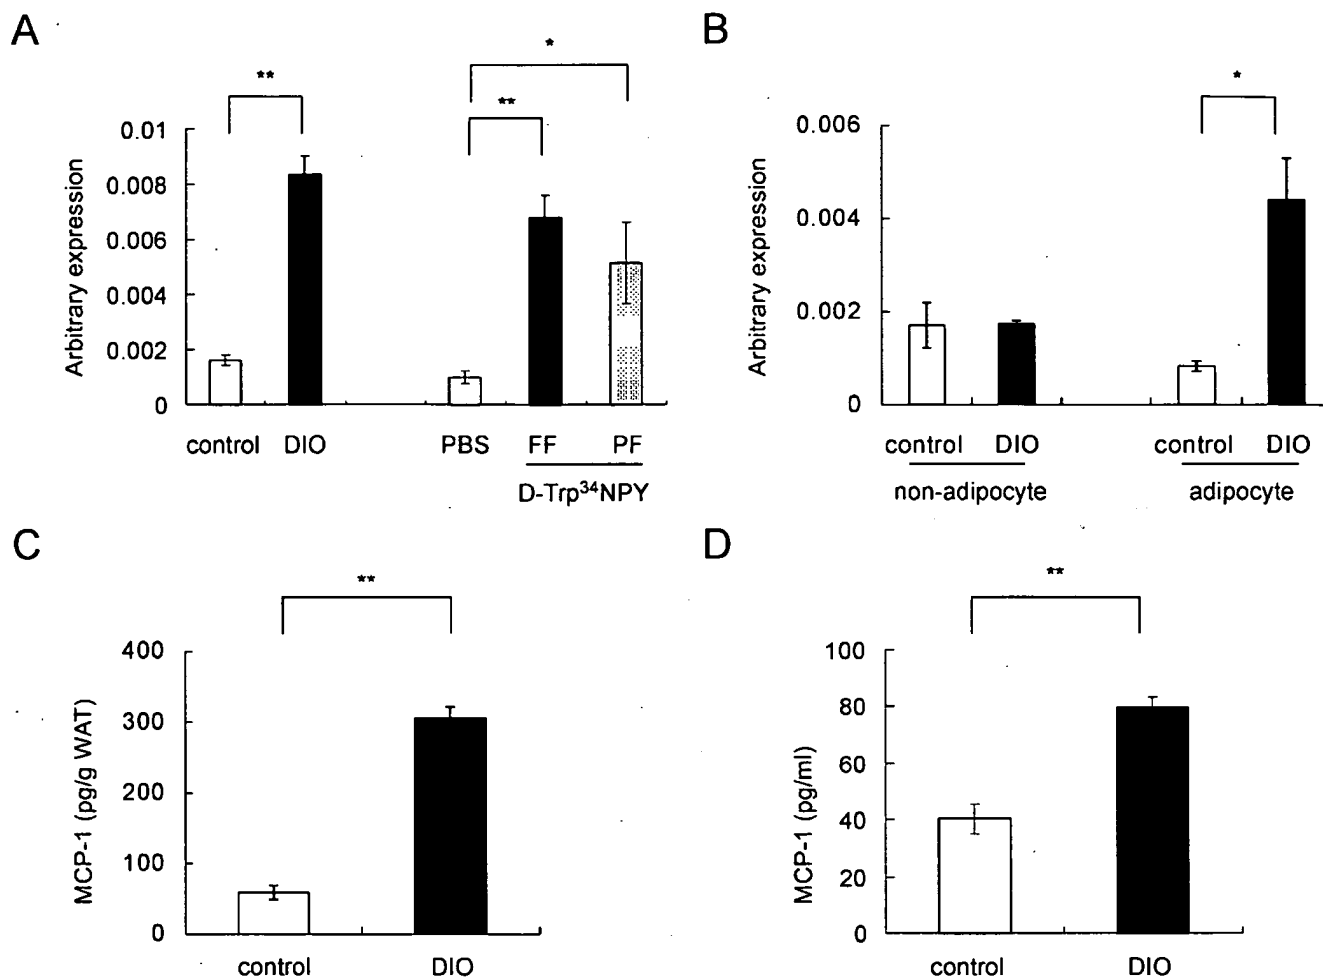 A
**
**
*
0.01
0.008
0.006
0.004
0.002
0
Arbitrary expression
control DIO PBS FF PF
D-Trp³⁴NPY
B
*
0.006
0.004
0.002
0
Arbitrary expression
control DIO control DIO
non-adipocyte adipocyte
C
**
400
300
200
100
0
MCP-1 (pg/g WAT)
control DIO
D
**
100
80
60
40
20
0
MCP-1 (pg/ml)
control DIO